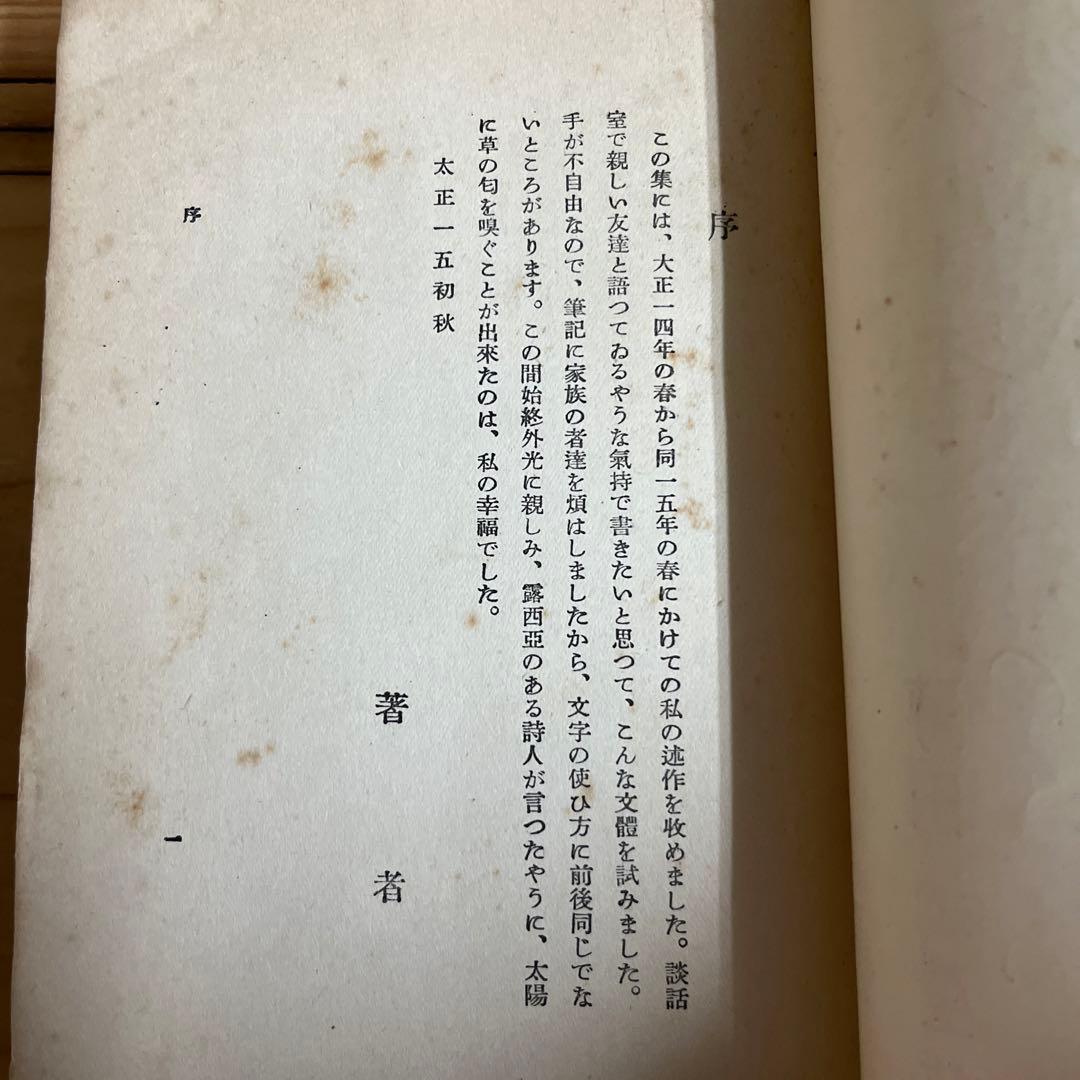 序
この集には、大正一四年の春から同一五年の春にかけての私の述作を收めました。談話
室で親しい友達と語つてゐるやうな氣持で書きたいと思つて、こんな文體を試みました。
手が不自由なので、筆記に家族の者達を煩はしましたから、文字の使ひ方に前後同じでな
いところがあります。この間始終外光に親しみ、露西亞のある詩人が言つたやうに、太陽
に草の匂を嗅ぐことが出來たのは、私の幸福でした。
太正一五初秋
著者
序
一